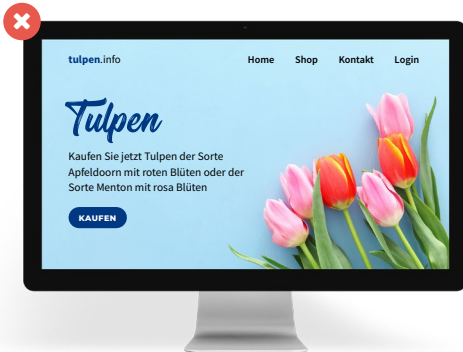 tulpen.info
Home Shop Kontakt Login
Tulpen
Kaufen Sie jetzt Tulpen der Sorte
Apfeldoorn mit roten Blüten oder der
Sorte Menton mit rosa Blüten
KAUFEN